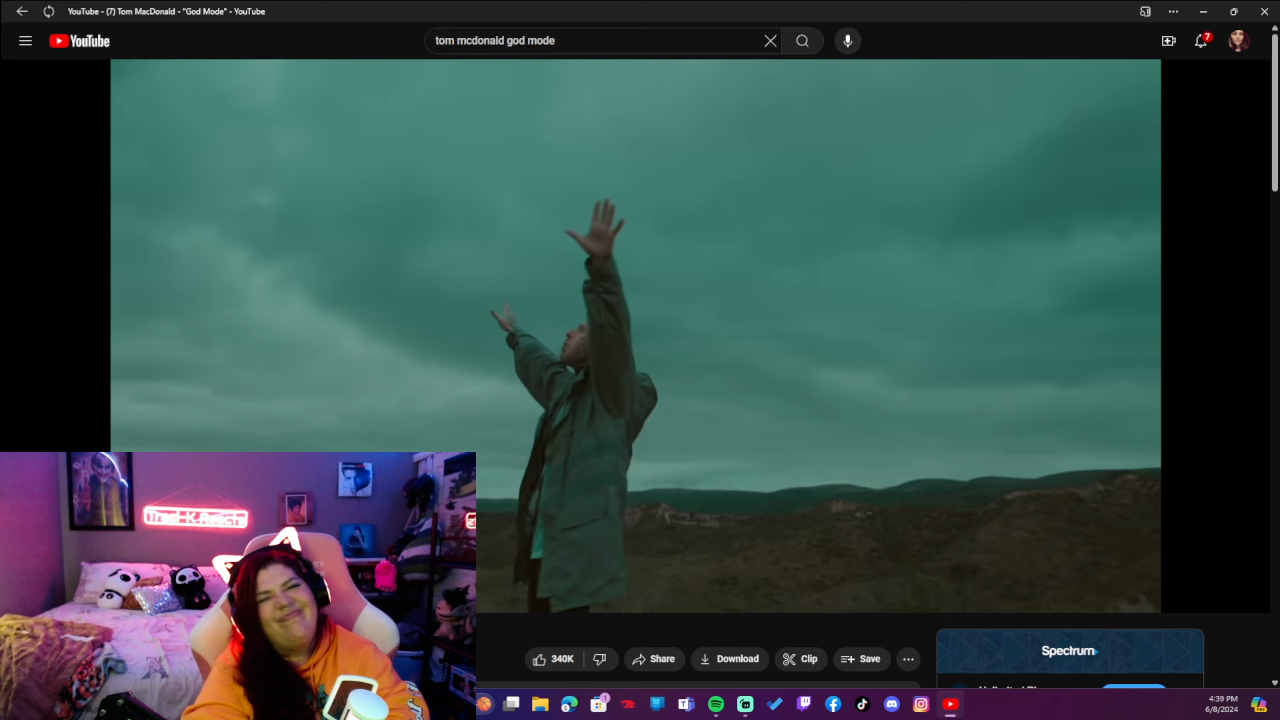 YouTube - (7) Tom MacDonald - "God Mode" - YouTube
YouTube
tom mcdonald god mode
7
340K
Share
Download
Clip
Save
Spectrum
1
4:39 PM
6/8/2024